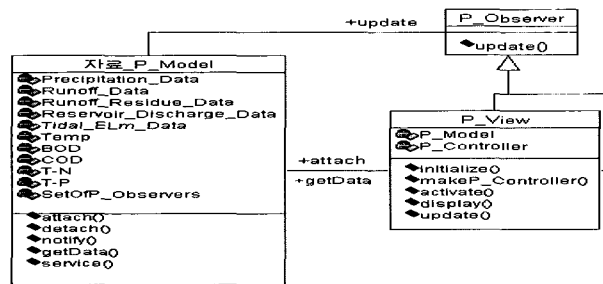 +update
P_Observer
update()
자료_P_Model
Precipitation_Data
Runoff_Data
Runoff_Residue_Data
Reservoir_Discharge_Data
Tidal_ELm_Data
Temp
BOD
COD
T-N
T-P
SetOfP_Observers
attach()
detach()
notify()
getData()
service()
+attach
+getData
P_View
P_Model
P_Controller
initialize()
makeP_Controller()
activate()
display()
update()